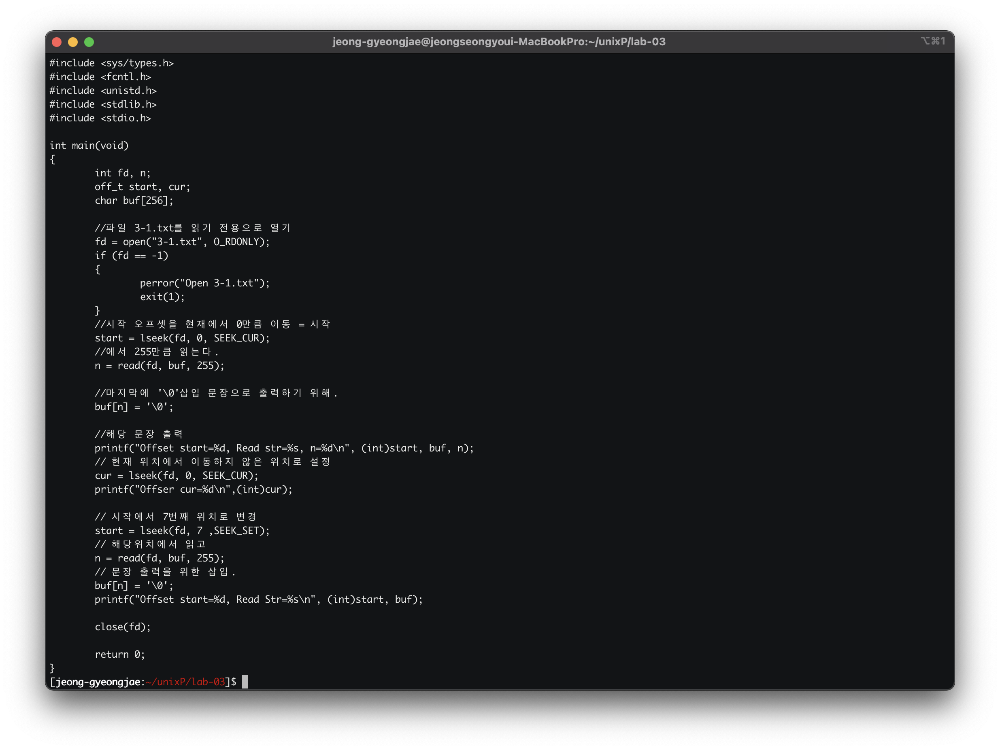 jeong-gyeongjae@jeongseongyoui-MacBookPro:~/unixP/lab-03
⌥⌘1
#include <sys/types.h>
#include <fcntl.h>
#include <unistd.h>
#include <stdlib.h>
#include <stdio.h>

int main(void)
{
        int fd, n;
        off_t start, cur;
        char buf[256];

        //파일 3-1.txt를 읽기 전용으로 열기
        fd = open("3-1.txt", O_RDONLY);
        if (fd == -1)
        {
                perror("Open 3-1.txt");
                exit(1);
        }
        //시작 오프셋을 현재에서 0만큼 이동 = 시작
        start = lseek(fd, 0, SEEK_CUR);
        //에서 255만큼 읽는다.
        n = read(fd, buf, 255);

        //마지막에 '\0'삽입 문장으로 출력하기 위해.
        buf[n] = '\0';

        //해당 문장 출력
        printf("Offset start=%d, Read str=%s, n=%d\n", (int)start, buf, n);
        // 현재 위치에서 이동하지 않은 위치로 설정
        cur = lseek(fd, 0, SEEK_CUR);
        printf("Offser cur=%d\n",(int)cur);

        // 시작에서 7번째 위치로 변경
        start = lseek(fd, 7 ,SEEK_SET);
        // 해당위치에서 읽고
        n = read(fd, buf, 255);
        // 문장 출력을 위한 삽입.
        buf[n] = '\0';
        printf("Offset start=%d, Read Str=%s\n", (int)start, buf);

        close(fd);

        return 0;
}
[jeong-gyeongjae:~/unixP/lab-03]$